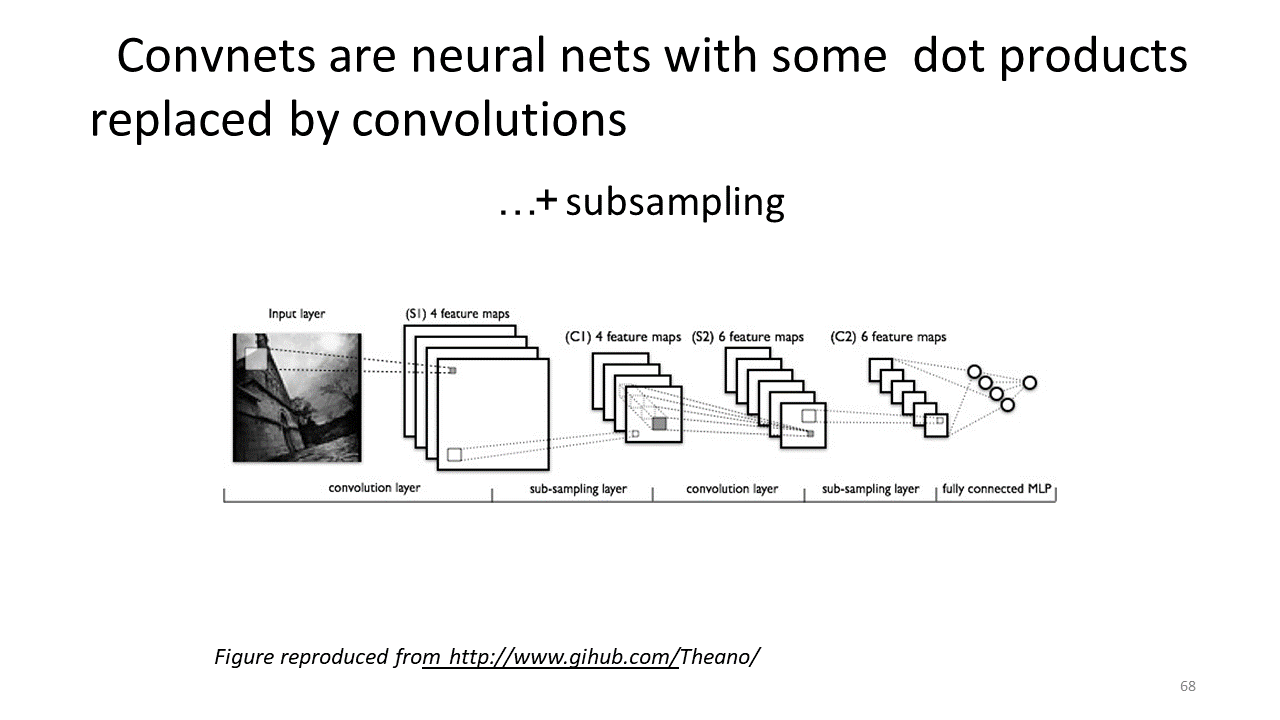 Convnets are neural nets with some dot products
replaced by convolutions
...+ subsampling
Input layer
(S1) 4 feature maps
(C1) 4 feature maps
(S2) 6 feature maps
(C2) 6 feature maps
convolution layer
sub-sampling layer
convolution layer
sub-sampling layer
fully connected MLP
Figure reproduced from http://www.gihub.com/Theano/
68